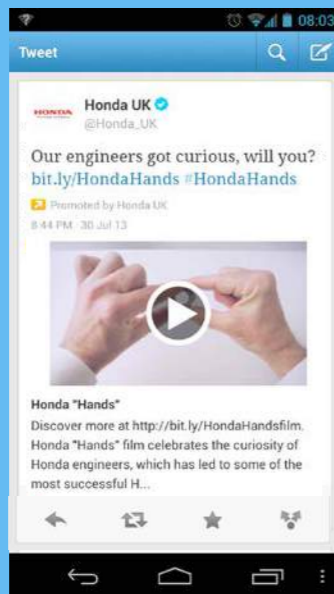 08:03
Tweet
HONDA
Honda UK
@Honda_UK
Our engineers got curious, will you?
bit.ly/HondaHands #HondaHands
Promoted by Honda UK
8:44 PM · 30 Jul 13
Honda "Hands"
Discover more at http://bit.ly/HondaHandsfilm.
Honda "Hands" film celebrates the curiosity of
Honda engineers, which has led to some of the
most successful H...